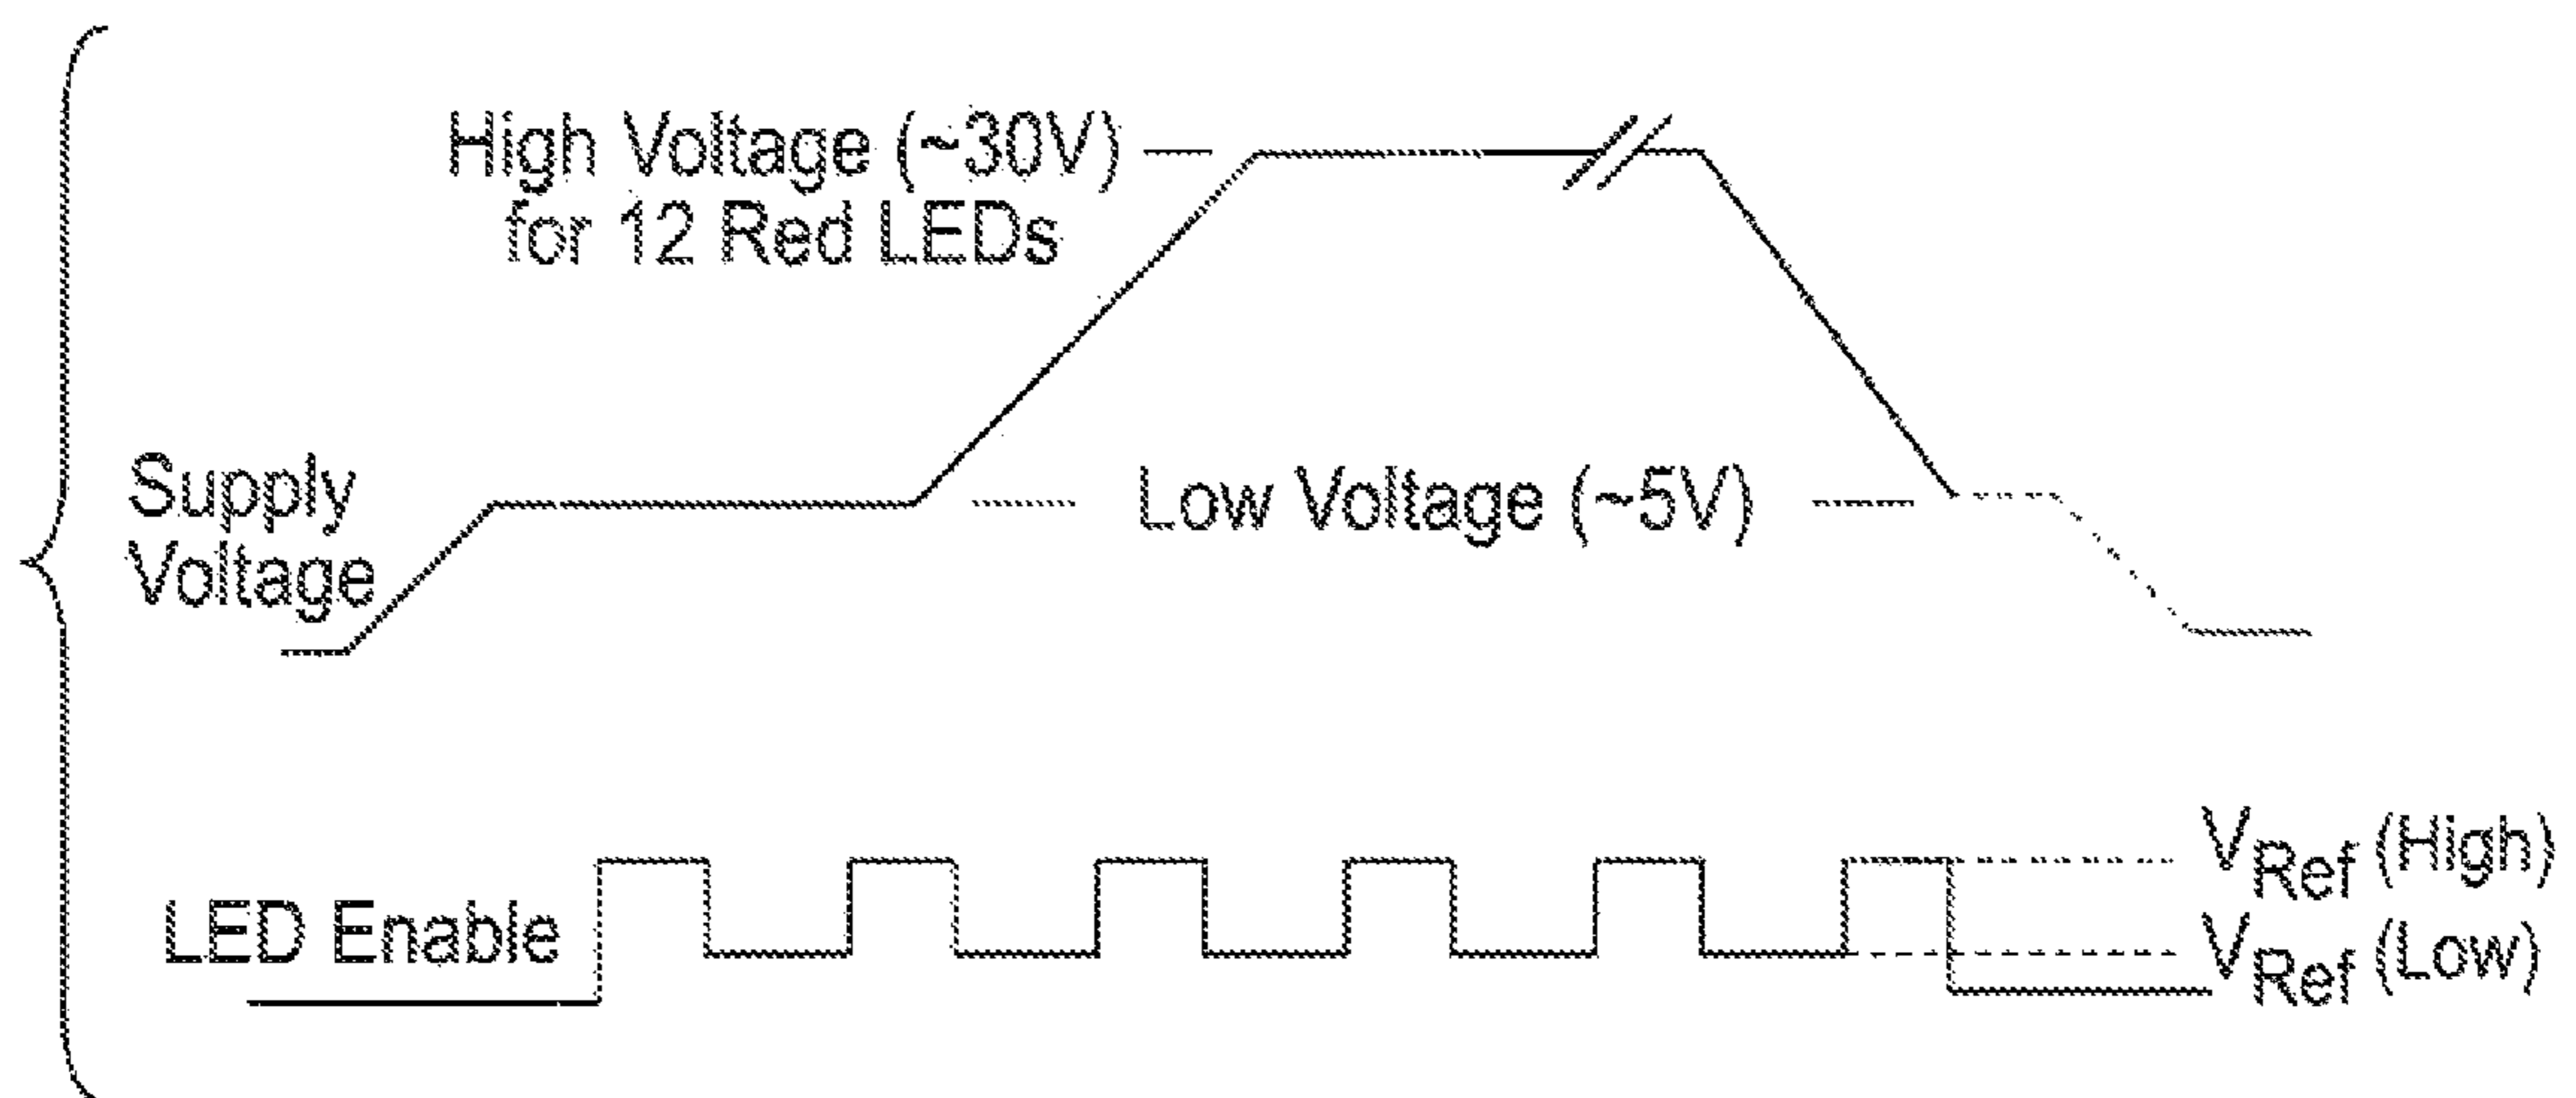 High Voltage (~30V)
for 12 Red LEDs
Supply
Voltage
Low Voltage (~5V)
VRef (High)
LED Enable
VRef (Low)